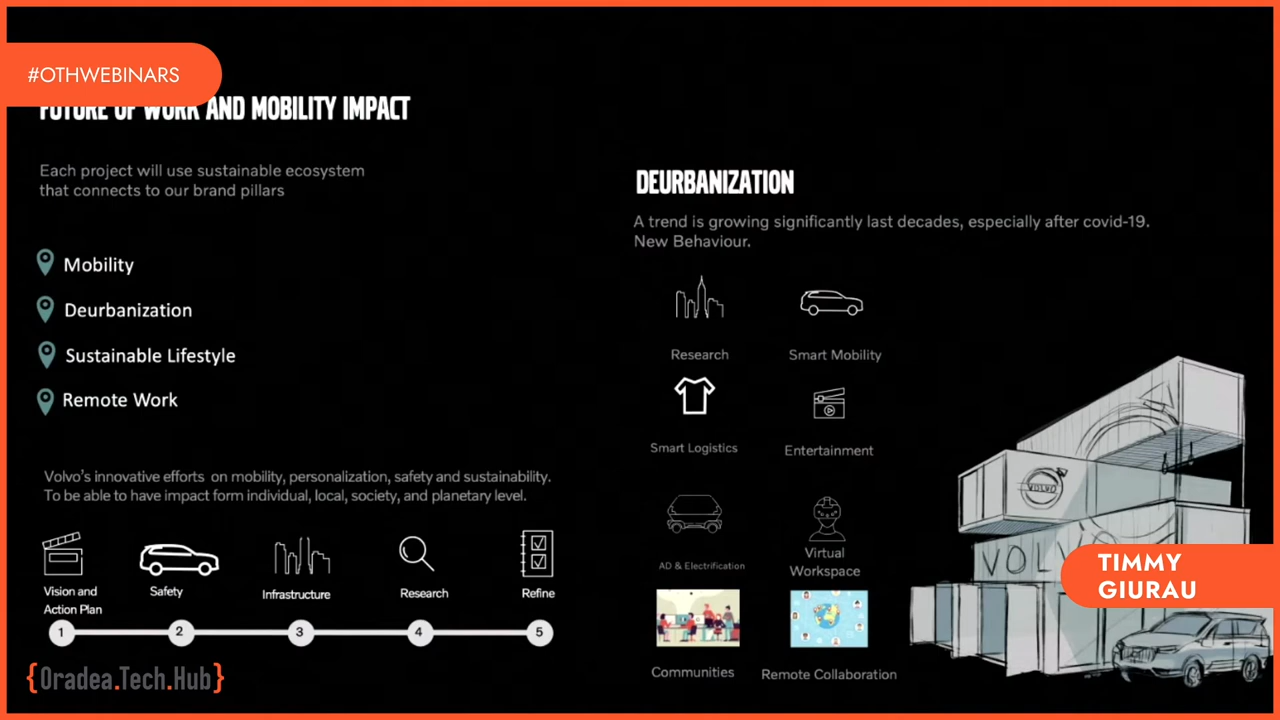 #OTHWEBINARS
FUTURE OF WORK AND MOBILITY IMPACT
Each project will use sustainable ecosystem
that connects to our brand pillars
Mobility
Deurbanization
Sustainable Lifestyle
Remote Work
Volvo's innovative efforts on mobility, personalization, safety and sustainability.
To be able to have impact form individual, local, society, and planetary level.
Vision and
Action Plan
Safety
Infrastructure
Research
Refine
1
2
3
4
5
{Oradea.Tech.Hub}
DEURBANIZATION
A trend is growing significantly last decades, especially after covid-19.
New Behaviour.
Research
Smart Mobility
Smart Logistics
Entertainment
AD & Electrification
Virtual
Workspace
Communities
Remote Collaboration
VOLVO
VOLVO
TIMMY
GIURAU